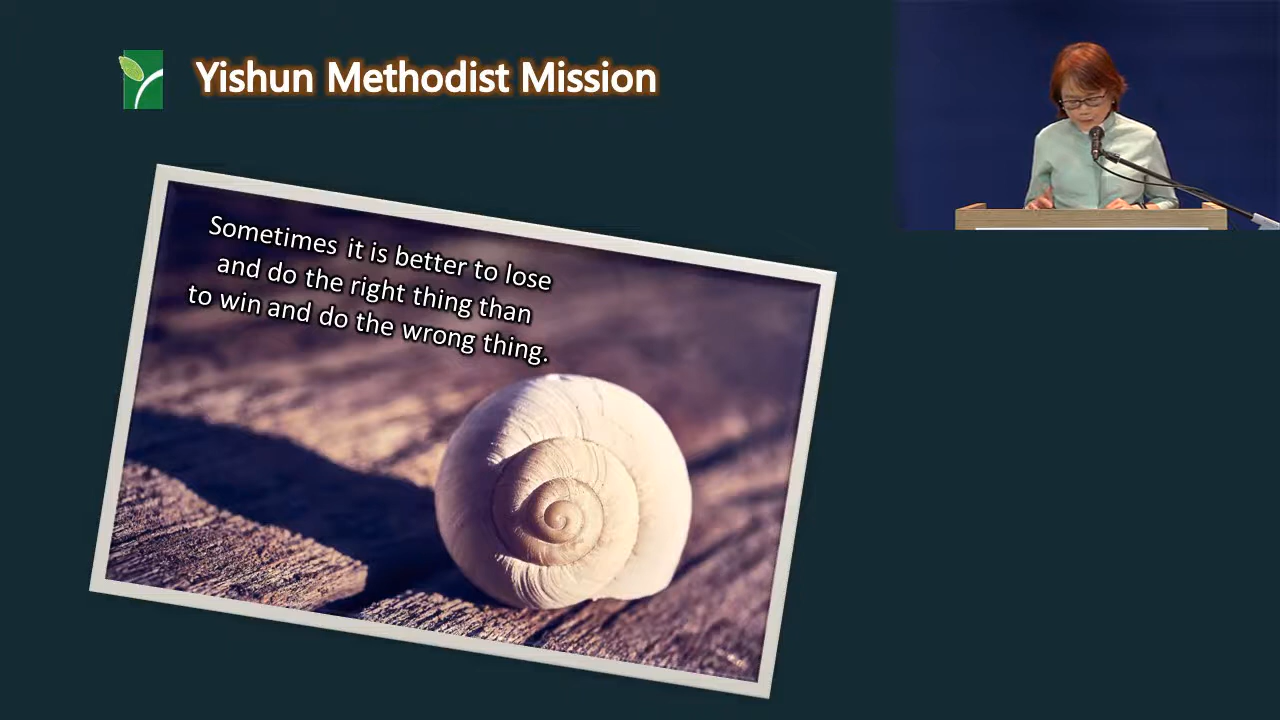 Yishun Methodist Mission
Sometimes it is better to lose
and do the right thing than
to win and do the wrong thing.